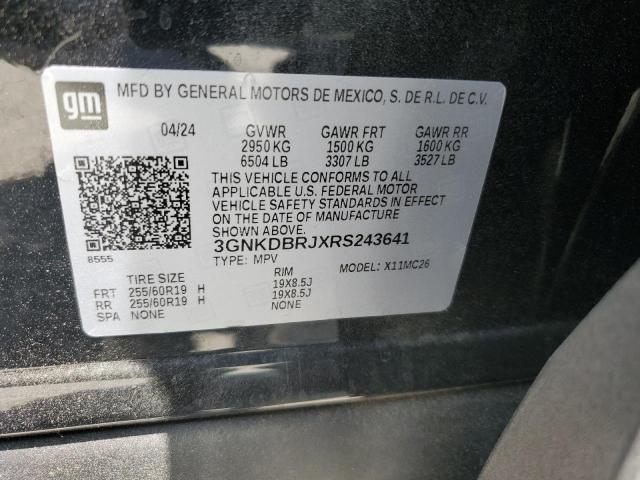 gm
MFD BY GENERAL MOTORS DE MEXICO, S. DE R.L. DE C.V.
04/24 GVWR GAWR FRT GAWR RR
2950 KG 1500 KG 1600 KG
6504 LB 3307 LB 3527 LB
THIS VEHICLE CONFORMS TO ALL
APPLICABLE U.S. FEDERAL MOTOR
VEHICLE SAFETY STANDARDS IN EFFECT
ON THE DATE OF MANUFACTURE
SHOWN ABOVE.
8555 3GNKDBRJXRS243641
TYPE: MPV MODEL: X11MC26
TIRE SIZE RIM
FRT 255/60R19 H 19X8.5J
RR 255/60R19 H 19X8.5J
SPA NONE NONE